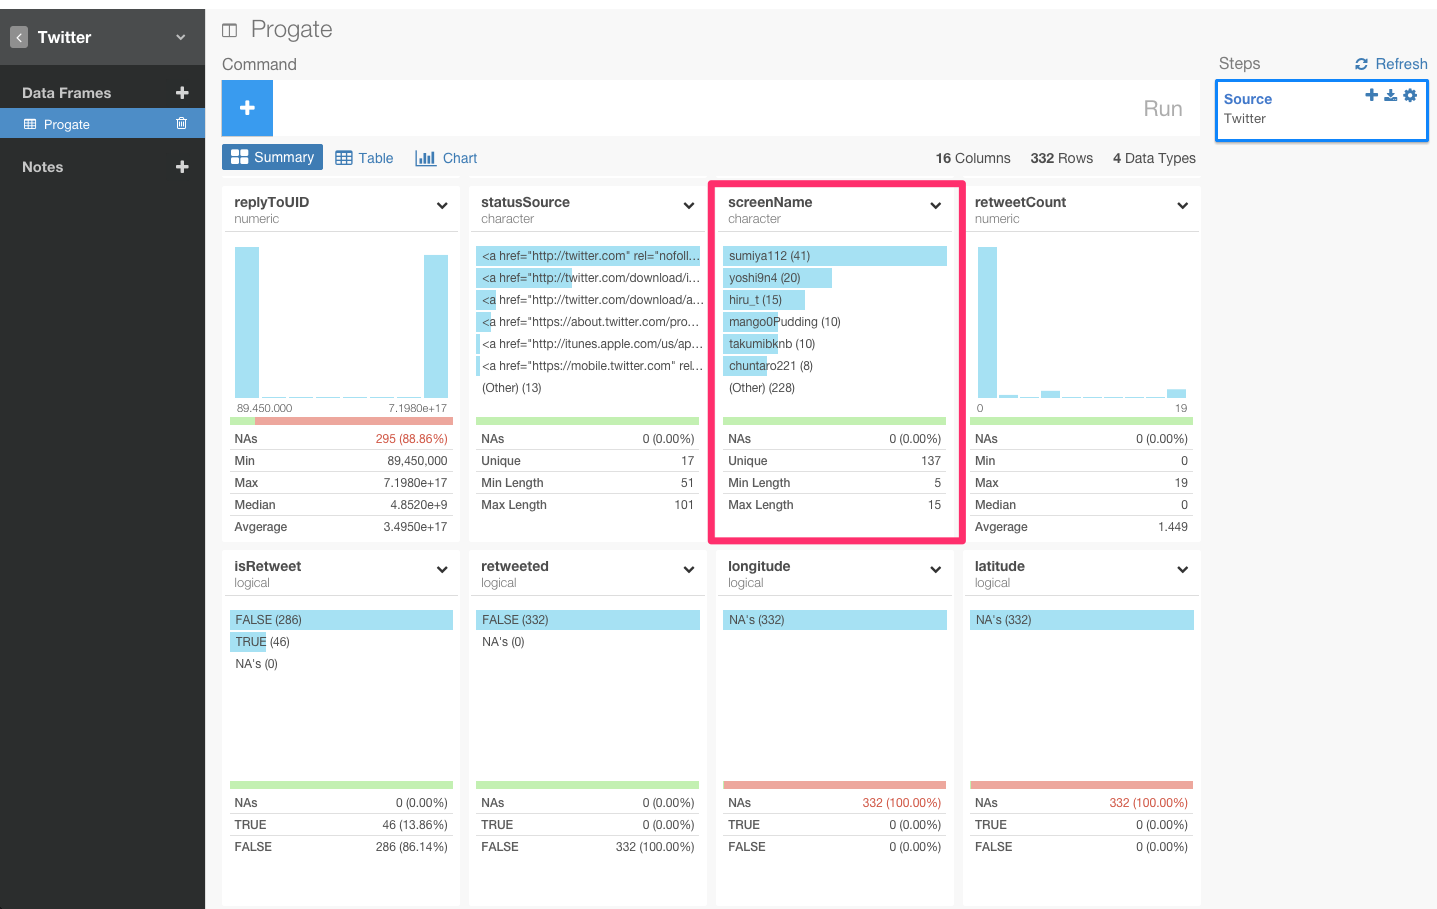 Twitter
Data Frames
Progate
Notes
Progate
Command
Run
Summary Table Chart
16 Columns 332 Rows 4 Data Types
Steps
Refresh
Source
Twitter
replyToUID
numeric
89.450.000 7.1980e+17
NAs 295 (88.86%)
Min 89,450,000
Max 7.1980e+17
Median 4.8520e+9
Avgerage 3.4950e+17
statusSource
character
<a href="http://twitter.com" rel="nofoll...
<a href="http://twitter.com/download/i...
<a href="http://twitter.com/download/a...
<a href="https://about.twitter.com/pro...
<a href="http://itunes.apple.com/us/ap...
<a href="https://mobile.twitter.com" rel...
(Other) (13)
NAs 0 (0.00%)
Unique 17
Min Length 51
Max Length 101
screenName
character
sumiya112 (41)
yoshi9n4 (20)
hiru_t (15)
mango0Pudding (10)
takumibknb (10)
chuntaro221 (8)
(Other) (228)
NAs 0 (0.00%)
Unique 137
Min Length 5
Max Length 15
retweetCount
numeric
0 19
NAs 0 (0.00%)
Min 0
Max 19
Median 0
Avgerage 1.449
isRetweet
logical
FALSE (286)
TRUE (46)
NA's (0)
NAs 0 (0.00%)
TRUE 46 (13.86%)
FALSE 286 (86.14%)
retweeted
logical
FALSE (332)
NA's (0)
NAs 0 (0.00%)
TRUE 0 (0.00%)
FALSE 332 (100.00%)
longitude
logical
NA's (332)
NAs 332 (100.00%)
TRUE 0 (0.00%)
FALSE 0 (0.00%)
latitude
logical
NA's (332)
NAs 332 (100.00%)
TRUE 0 (0.00%)
FALSE 0 (0.00%)